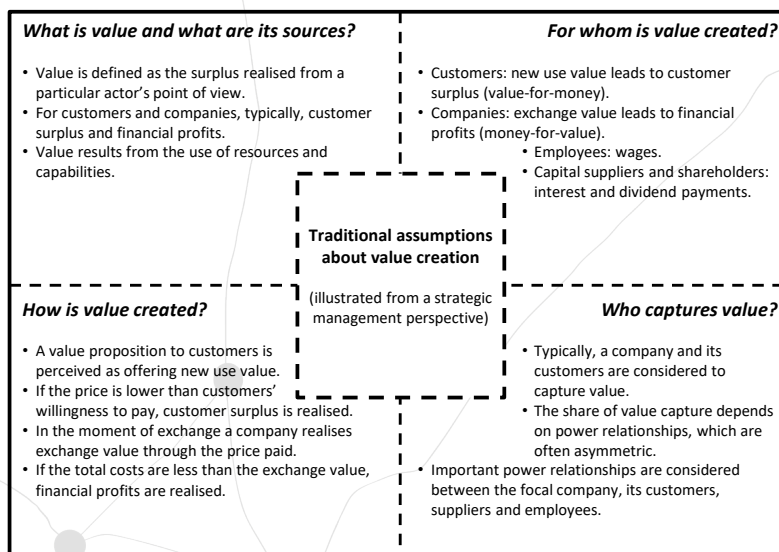 What is value and what are its sources?
• Value is defined as the surplus realised from a
particular actor's point of view.
• For customers and companies, typically, customer
surplus and financial profits.
• Value results from the use of resources and
capabilities.
For whom is value created?
• Customers: new use value leads to customer
surplus (value-for-money).
• Companies: exchange value leads to financial
profits (money-for-value).
• Employees: wages.
• Capital suppliers and shareholders:
interest and dividend payments.
Traditional assumptions
about value creation
(illustrated from a strategic
management perspective)
How is value created?
• A value proposition to customers is
perceived as offering new use value.
• If the price is lower than customers'
willingness to pay, customer surplus is realised.
• In the moment of exchange a company realises
exchange value through the price paid.
• If the total costs are less than the exchange value,
financial profits are realised.
Who captures value?
• Typically, a company and its
customers are considered to
capture value.
• The share of value capture depends
on power relationships, which are
often asymmetric.
• Important power relationships are considered
between the focal company, its customers,
suppliers and employees.